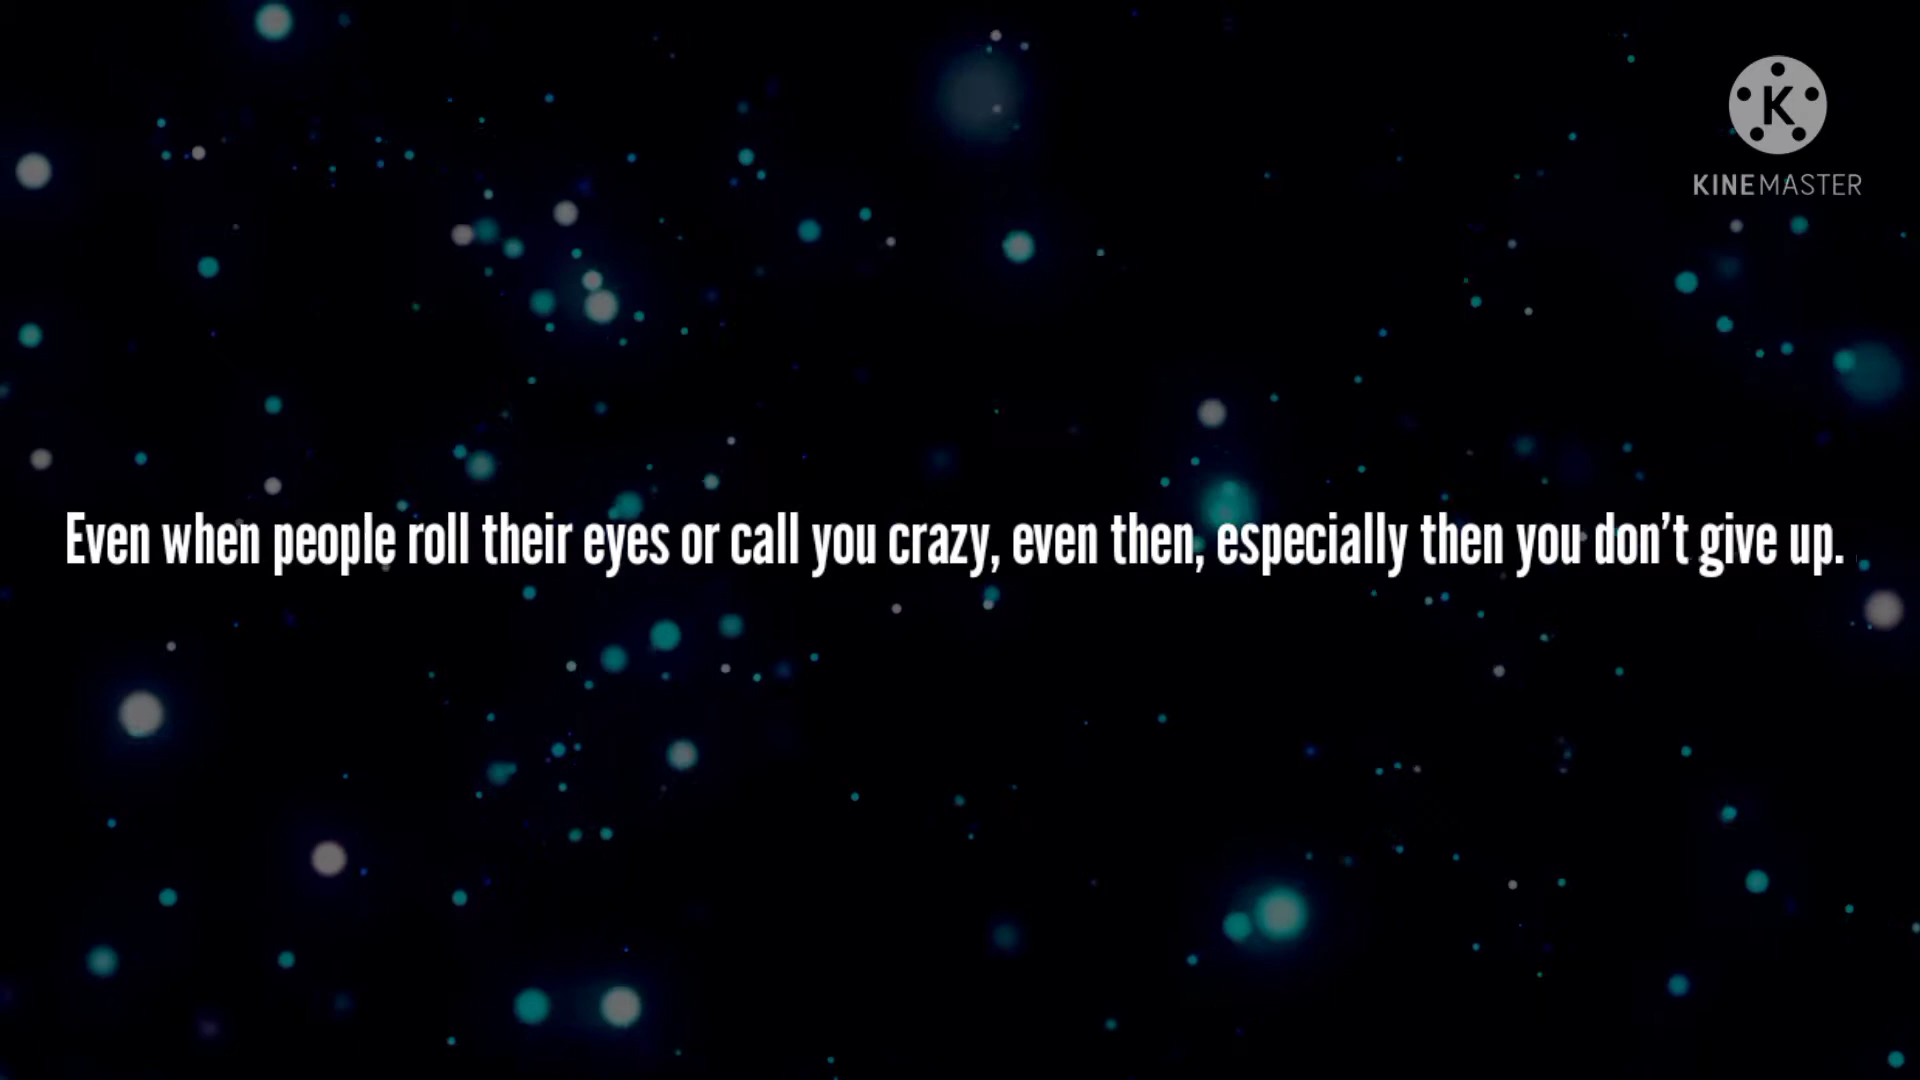 KINEMASTER
Even when people roll their eyes or call you crazy, even then, especially then you don’t give up.